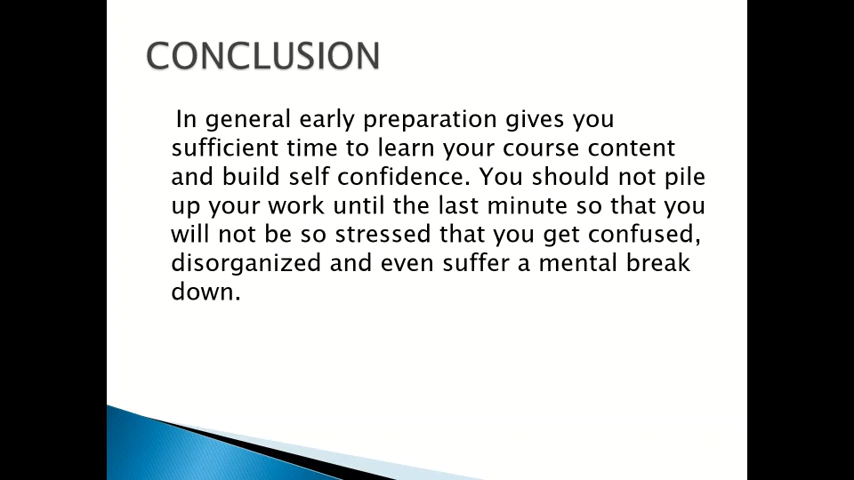 CONCLUSION
In general early preparation gives you
sufficient time to learn your course content
and build self confidence. You should not pile
up your work until the last minute so that you
will not be so stressed that you get confused,
disorganized and even suffer a mental break
down.